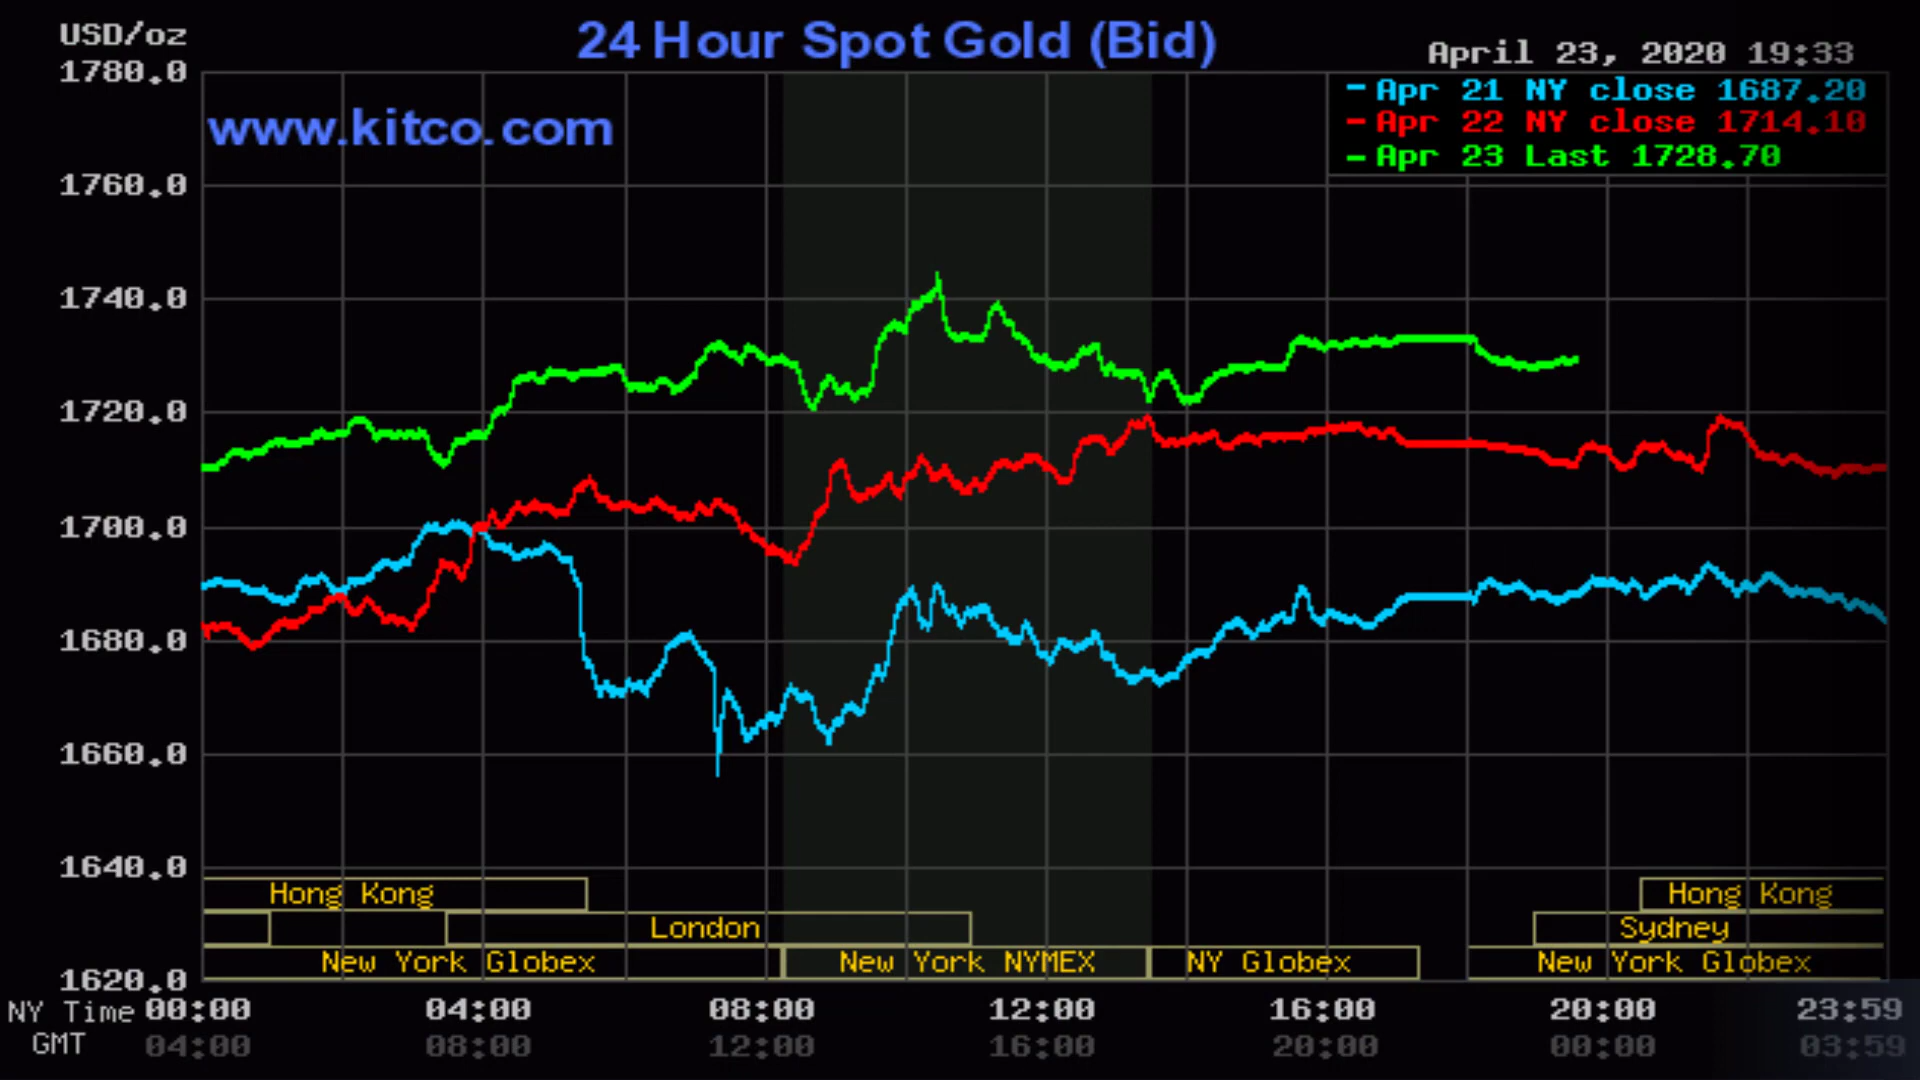 USD/oz
24 Hour Spot Gold (Bid)
April 23, 2020 19:33
1780.0
www.kitco.com
- Apr 21 NY close 1687.20
- Apr 22 NY close 1714.10
- Apr 23 Last 1728.70
1760.0
1740.0
1720.0
1700.0
1680.0
1660.0
1640.0
Hong Kong
Hong Kong
London
Sydney
New York Globex
New York NYMEX
NY Globex
New York Globex
1620.0
NY Time 00:00 04:00 08:00 12:00 16:00 20:00 23:59
GMT 04:00 08:00 12:00 16:00 20:00 00:00 03:59